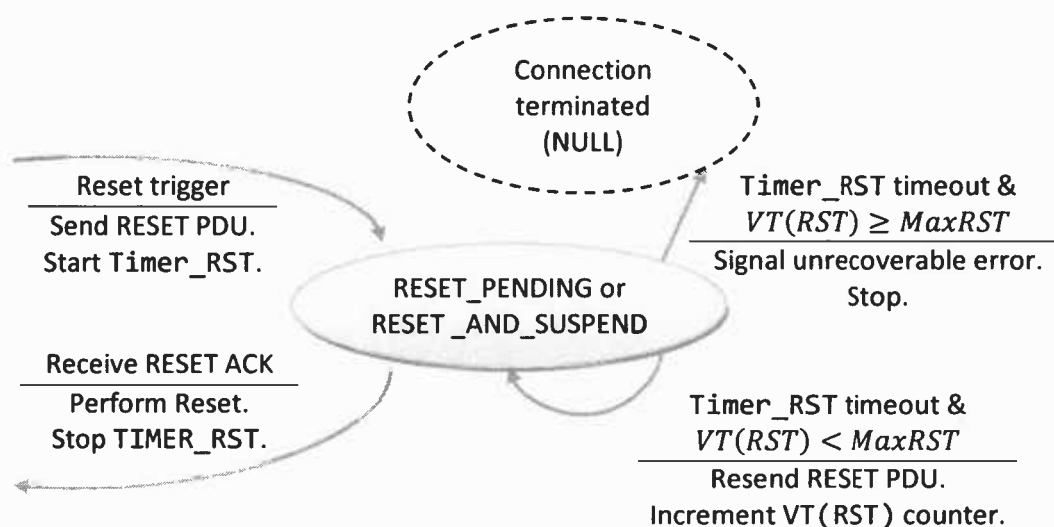 Connection
terminated
(NULL)
Reset trigger
Send RESET PDU.
Start Timer_RST.
Timer_RST timeout &
VT(RST) ≥ MaxRST
Signal unrecoverable error.
Stop.
RESET_PENDING or
RESET _AND_SUSPEND
Receive RESET ACK
Perform Reset.
Stop TIMER_RST.
Timer_RST timeout &
VT(RST) < MaxRST
Resend RESET PDU.
Increment VT(RST) counter.